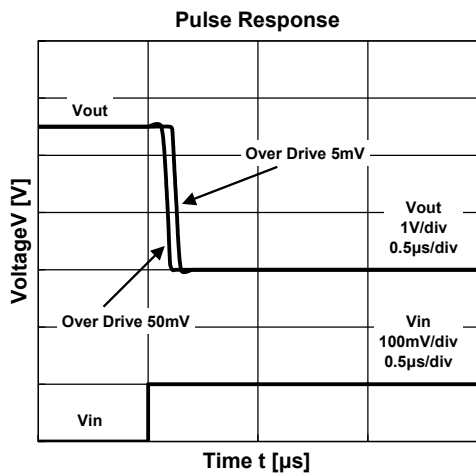 Pulse Response
Vout
Over Drive 5mV
Vout
1V/div
0.5µs/div
Over Drive 50mV
Vin
100mV/div
0.5µs/div
Vin
VoltageV [V]
Time t [µs]